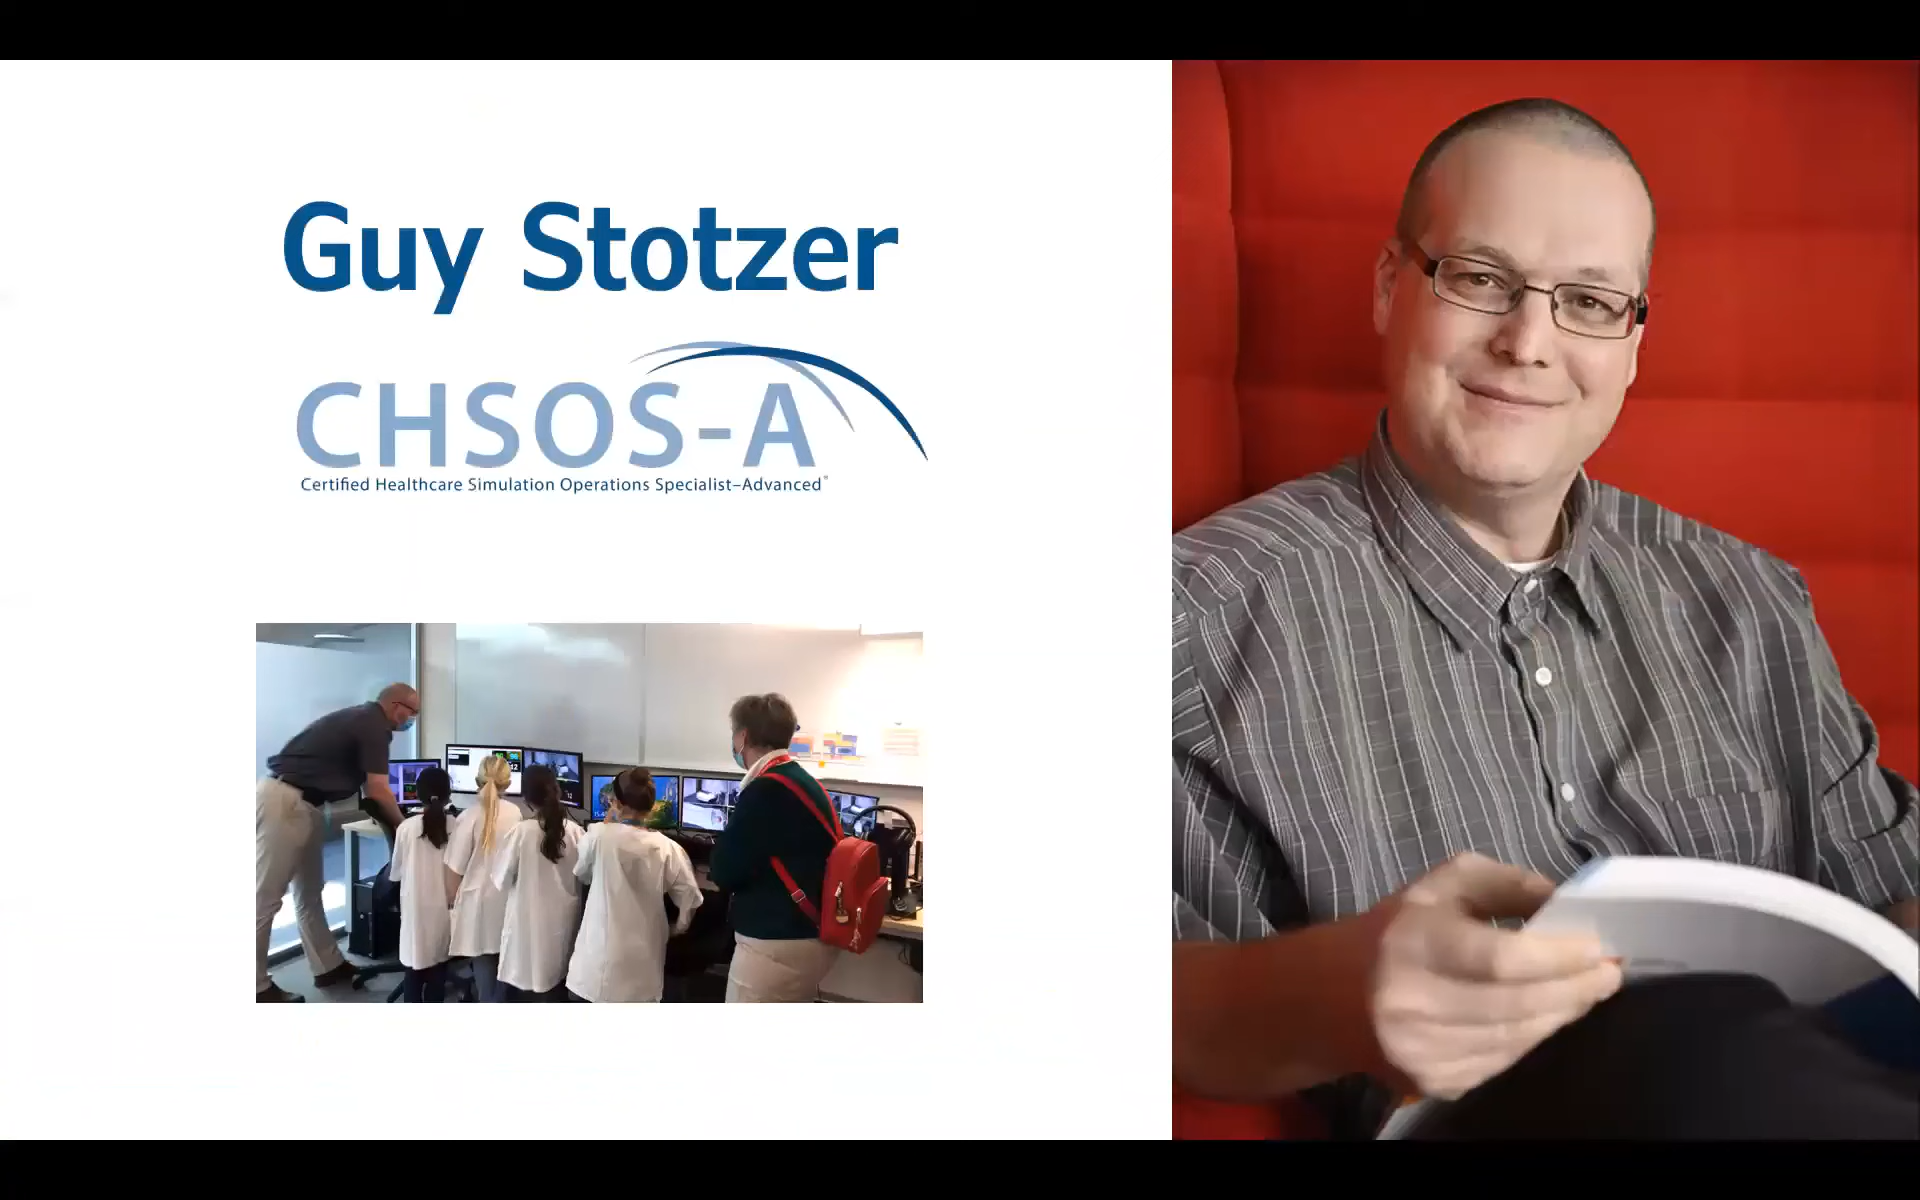 Guy Stotzer
CHSOS-A
Certified Healthcare Simulation Operations Specialist–Advanced®